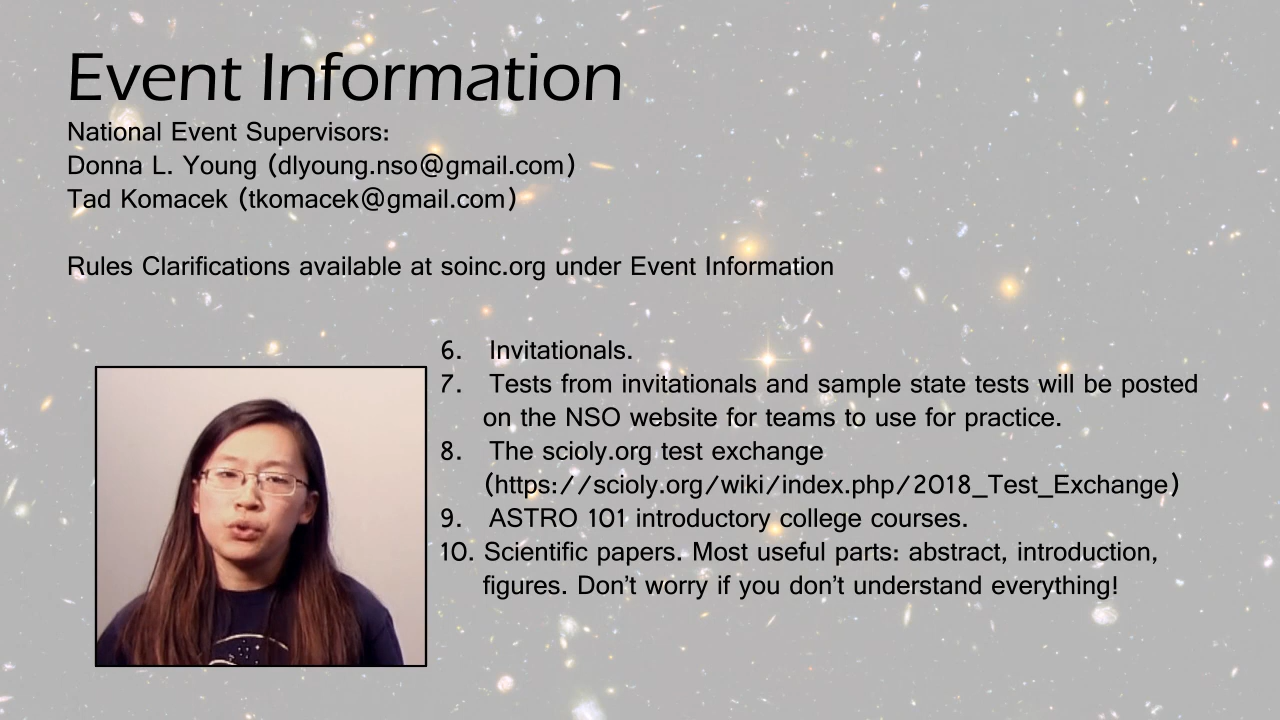 Event Information
National Event Supervisors:
Donna L. Young (dlyoung.nso@gmail.com)
Tad Komacek (tkomacek@gmail.com)
Rules Clarifications available at soinc.org under Event Information
6. Invitationals.
7. Tests from invitationals and sample state tests will be posted
on the NSO website for teams to use for practice.
8. The scioly.org test exchange
(https://scioly.org/wiki/index.php/2018_Test_Exchange)
9. ASTRO 101 introductory college courses.
10. Scientific papers. Most useful parts: abstract, introduction,
figures. Don't worry if you don't understand everything!